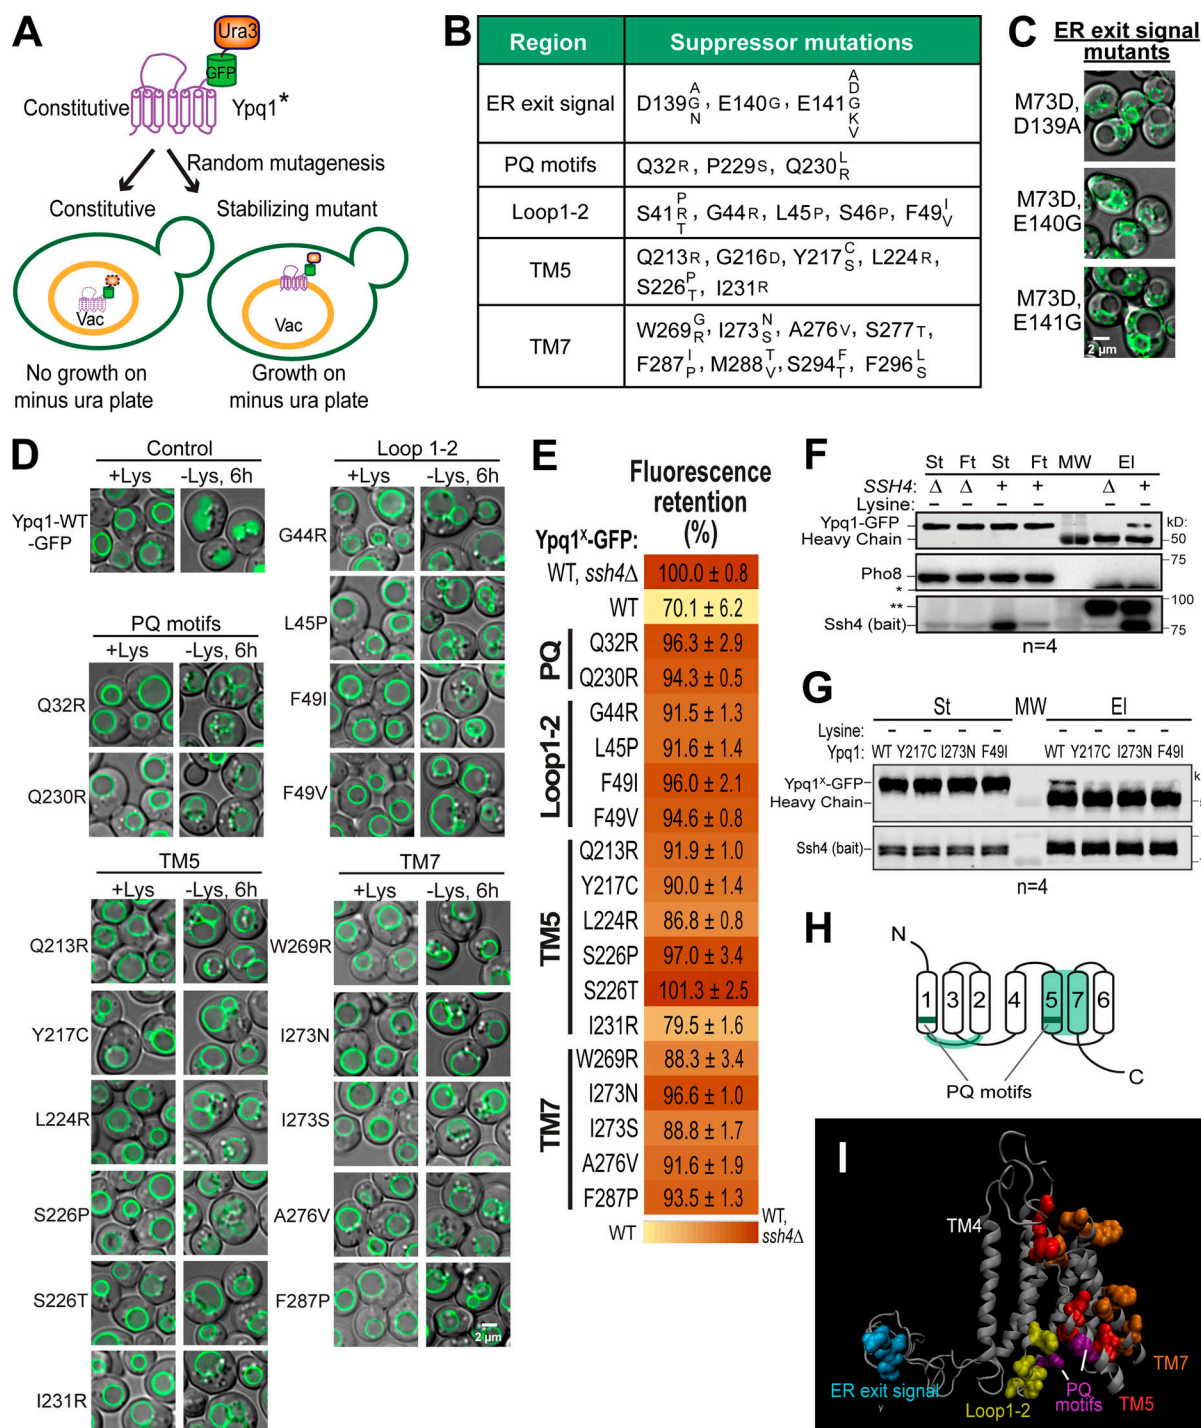 A
Ura3
GFP
Constitutive
Ypq1*
Random mutagenesis
Constitutive
Stabilizing mutant
Vac
Vac
No growth on
minus ura plate
Growth on
minus ura plate
B
Region
Suppressor mutations
ER exit signal
D139 A G N, E140G, E141 A D G K V
PQ motifs
Q32R, P229S, Q230 L R
Loop1-2
S41 P R T, G44R, L45P, S46P, F49 I V
TM5
Q213R, G216D, Y217 C S, L224R,
S226 P T, I231R
TM7
W269 G R, I273 N S, A276V, S277T,
F287 I P, M288 T V, S294 F T, F296 L S
C
ER exit signal
mutants
M73D,
D139A
M73D,
E140G
M73D,
E141G
2 µm
D
Control
+Lys -Lys, 6h
Ypq1-WT
-GFP
PQ motifs
+Lys -Lys, 6h
Q32R
Q230R
Loop 1-2
+Lys -Lys, 6h
G44R
L45P
F49I
F49V
TM5
+Lys -Lys, 6h
Q213R
Y217C
L224R
S226P
S226T
I231R
TM7
+Lys -Lys, 6h
W269R
I273N
I273S
A276V
F287P
2 µm
E
Fluorescence
retention
(%)
Ypq1ˣ-GFP:
WT, ssh4Δ 100.0 ± 0.8
WT 70.1 ± 6.2
PQ
Q32R 96.3 ± 2.9
Q230R 94.3 ± 0.5
Loop1-2
G44R 91.5 ± 1.3
L45P 91.6 ± 1.4
F49I 96.0 ± 2.1
F49V 94.6 ± 0.8
TM5
Q213R 91.9 ± 1.0
Y217C 90.0 ± 1.4
L224R 86.8 ± 0.8
S226P 97.0 ± 3.4
S226T 101.3 ± 2.5
I231R 79.5 ± 1.6
TM7
W269R 88.3 ± 3.4
I273N 96.6 ± 1.0
I273S 88.8 ± 1.7
A276V 91.6 ± 1.9
F287P 93.5 ± 1.3
WT
WT,
ssh4Δ
F
St Ft St Ft MW El
SSH4: Δ Δ + + Δ +
Lysine: − − − − − −
Ypq1-GFP
Heavy Chain
kD:
50
75
Pho8
*
**
100
Ssh4 (bait)
75
n=4
G
St MW El
Lysine: − − − − − − − −
Ypq1: WT Y217C I273N F49I WT Y217C I273N F49I
Ypq1ˣ-GFP
Heavy Chain
Ssh4 (bait)
n=4
H
N
1 3 2 4 5 7 6
C
PQ motifs
I
TM4
ER exit signal
y
Loop1-2
PQ
motifs
TM5
TM7